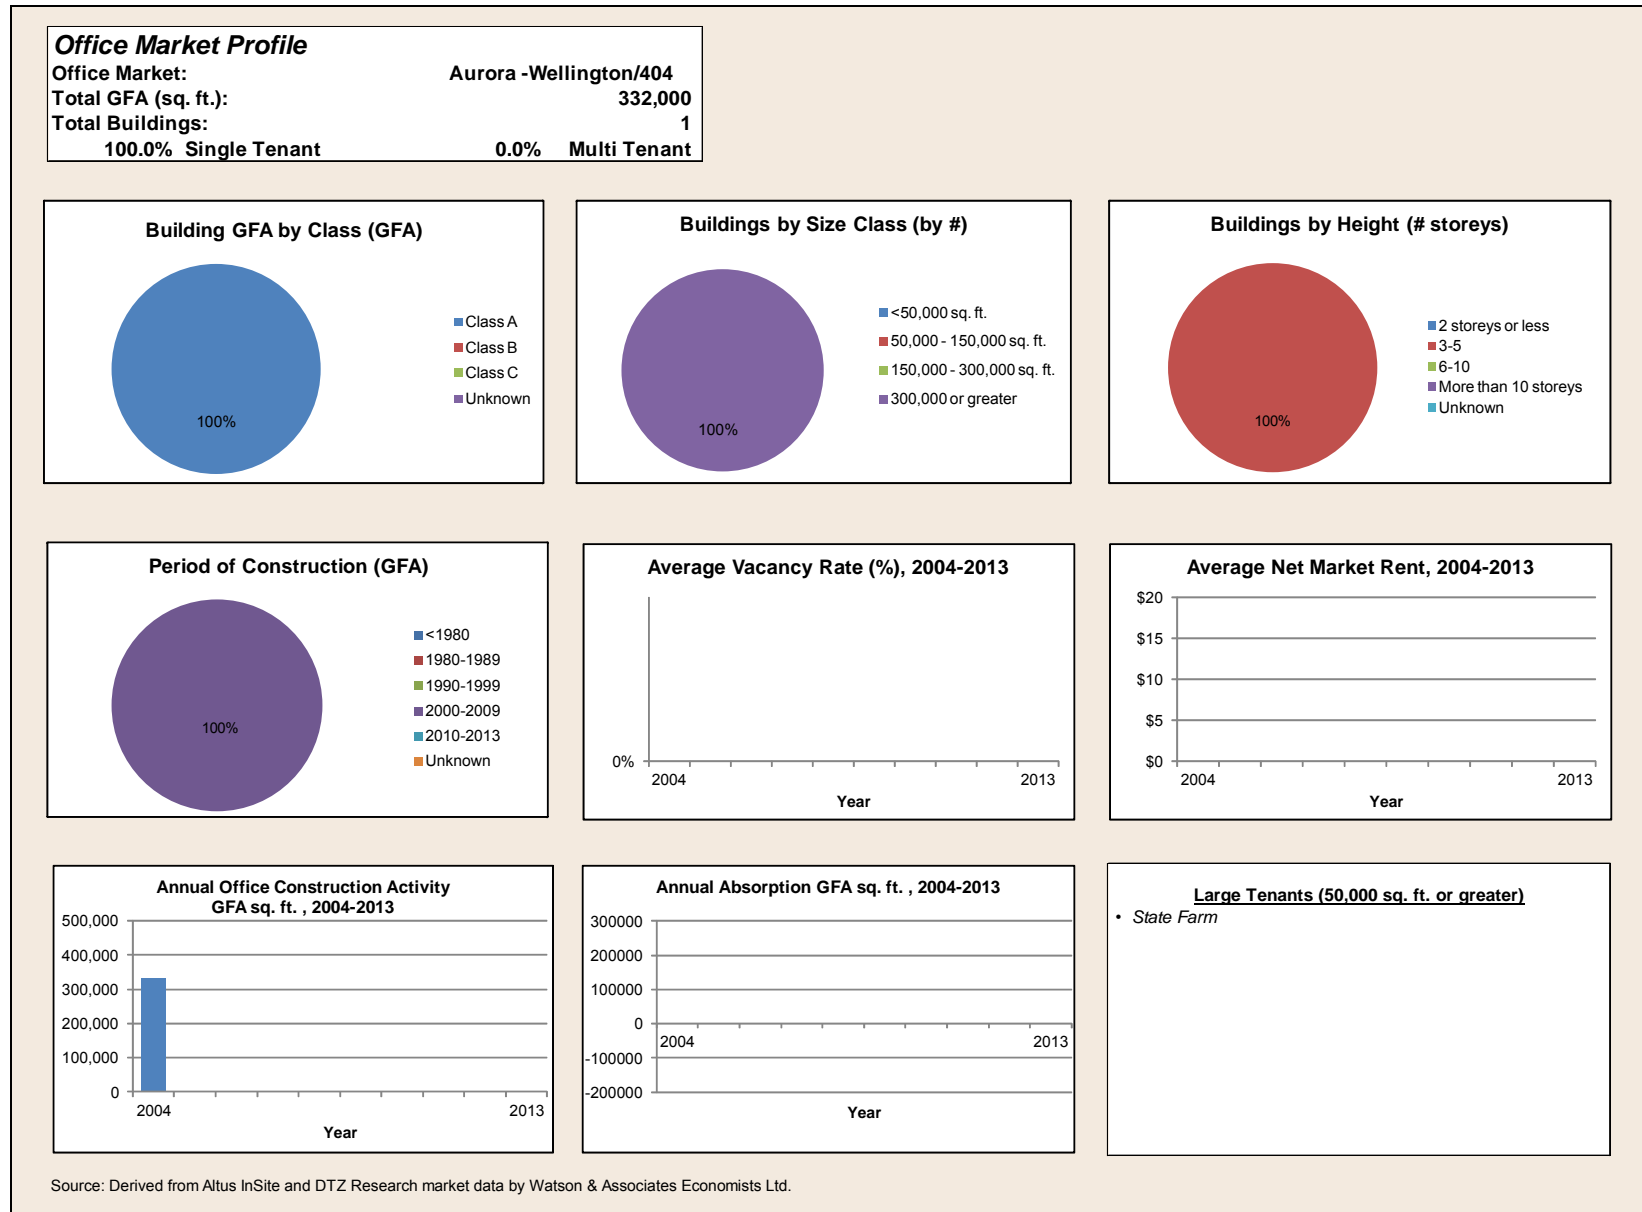 Office Market Profile
Office Market: Aurora -Wellington/404
Total GFA (sq. ft.): 332,000
Total Buildings: 1
100.0% Single Tenant 0.0% Multi Tenant
Building GFA by Class (GFA)
100%
Class A
Class B
Class C
Unknown
Buildings by Size Class (by #)
100%
<50,000 sq. ft.
50,000 - 150,000 sq. ft.
150,000 - 300,000 sq. ft.
300,000 or greater
Buildings by Height (# storeys)
100%
2 storeys or less
3-5
6-10
More than 10 storeys
Unknown
Period of Construction (GFA)
100%
<1980
1980-1989
1990-1999
2000-2009
2010-2013
Unknown
Average Vacancy Rate (%), 2004-2013
0%
2004 2013
Year
Average Net Market Rent, 2004-2013
$20
$15
$10
$5
$0
2004 2013
Year
Annual Office Construction Activity
GFA sq. ft. , 2004-2013
500,000
400,000
300,000
200,000
100,000
0
2004 2013
Year
Annual Absorption GFA sq. ft. , 2004-2013
300000
200000
100000
0
2004 2013
-100000
-200000
Year
Large Tenants (50,000 sq. ft. or greater)
• State Farm
Source: Derived from Altus InSite and DTZ Research market data by Watson & Associates Economists Ltd.